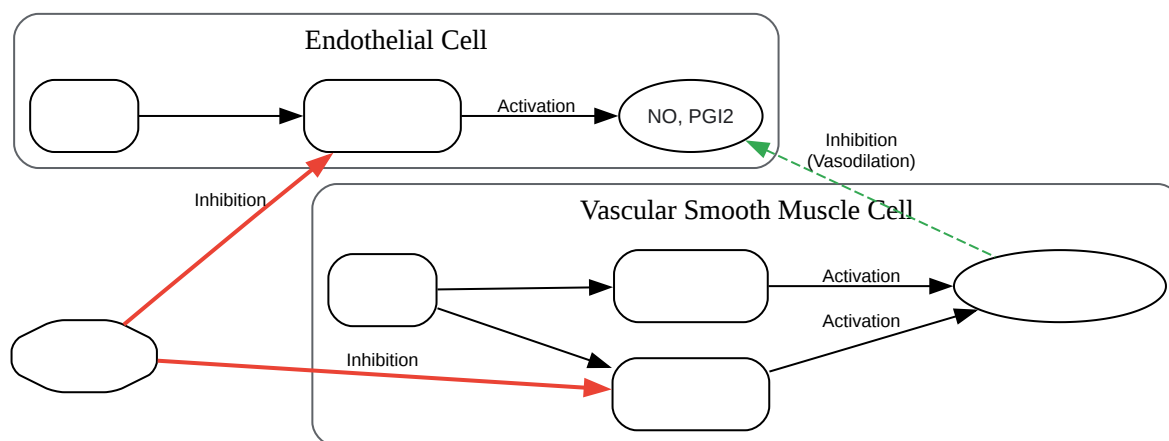 Endothelial Cell
Activation
NO, PGI2
Inhibition
(Vasodilation)
Inhibition
Vascular Smooth Muscle Cell
Activation
Activation
Inhibition